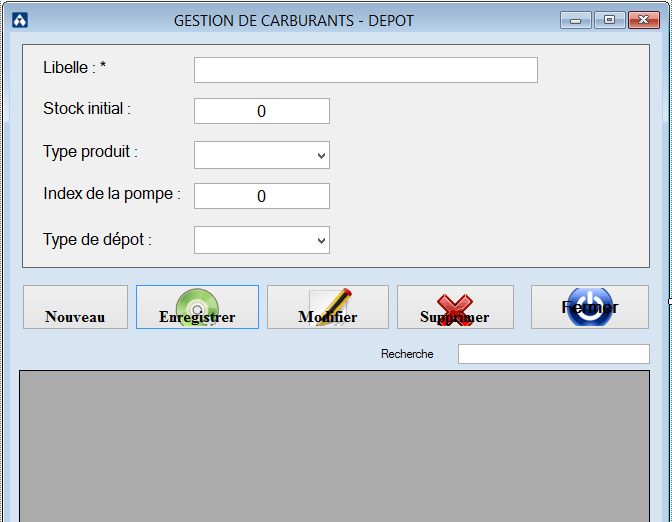 GESTION DE CARBURANTS - DEPOT
Libelle : *
Stock initial :
0
Type produit :
Index de la pompe :
0
Type de dépot :
Nouveau
Enregistrer
Modifier
Supprimer
Fermer
Recherche